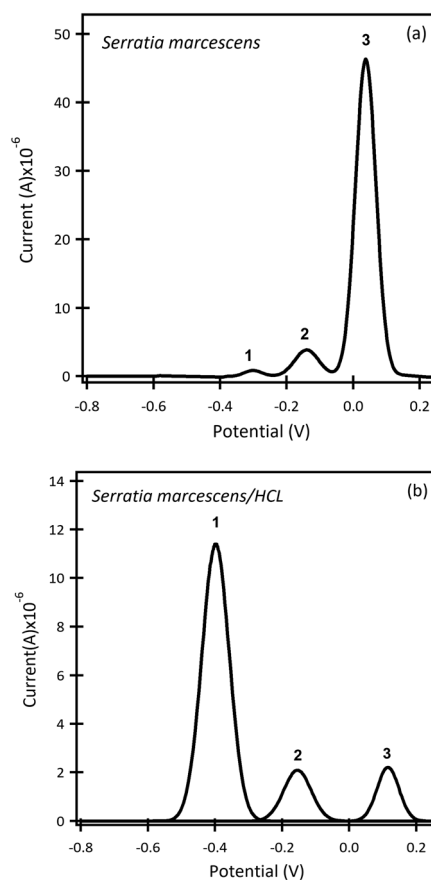 Serratia marcescens
(a)
3
50
40
30
20
10
0
Current (A)x10⁻⁶
1
2
-0.8 -0.6 -0.4 -0.2 0.0 0.2
Potential (V)
Serratia marcescens/HCL
(b)
1
14
12
10
8
6
4
2
0
Current(A)x10⁻⁶
2
3
-0.8 -0.6 -0.4 -0.2 0.0 0.2
Potential (V)